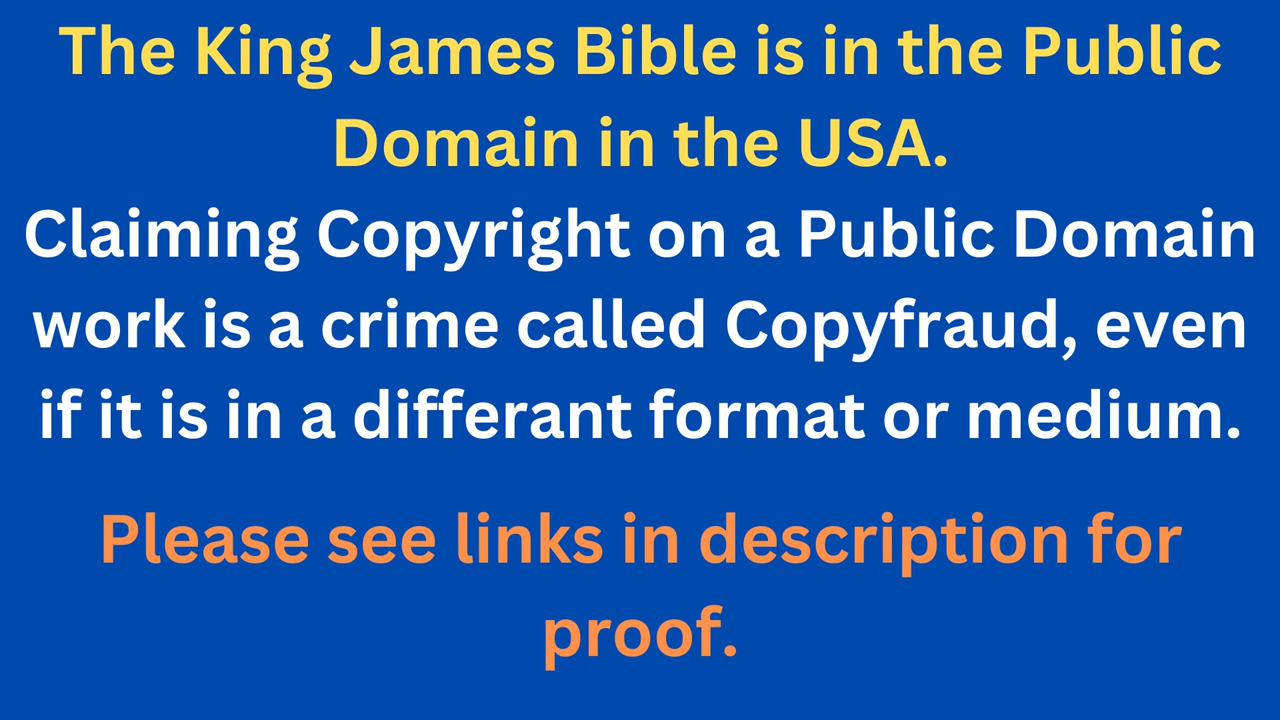 The King James Bible is in the Public
Domain in the USA.
Claiming Copyright on a Public Domain
work is a crime called Copyfraud, even
if it is in a differant format or medium.
Please see links in description for
proof.